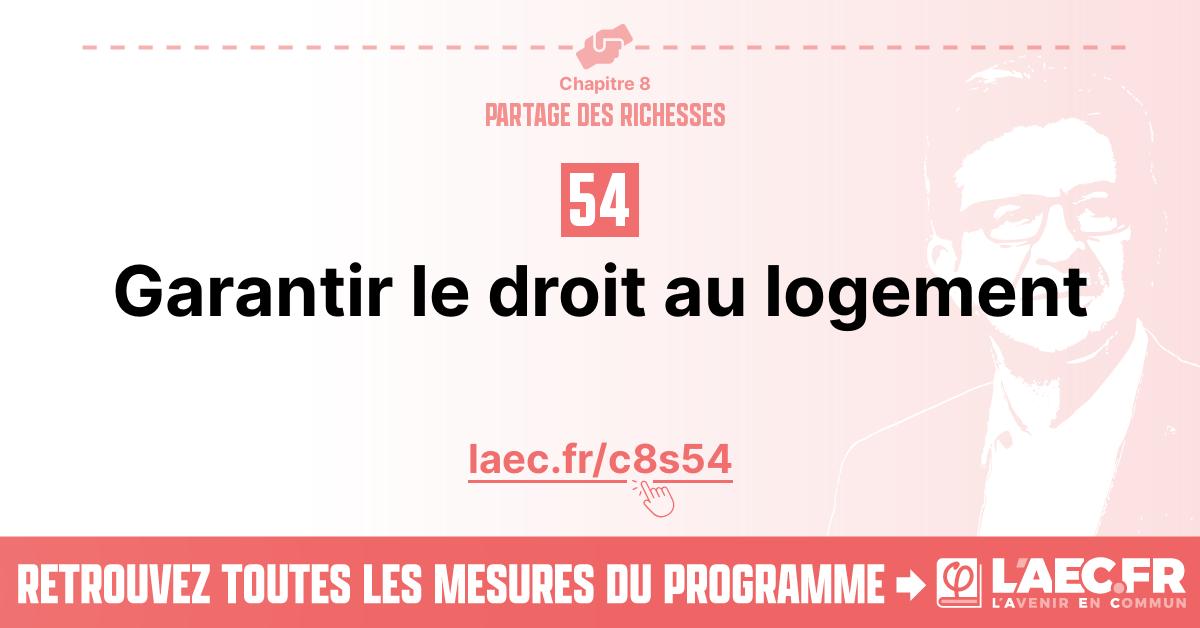 Chapitre 8
PARTAGE DES RICHESSES
54
Garantir le droit au logement
laec.fr/c8s54
RETROUVEZ TOUTES LES MESURES DU PROGRAMME
φ L'AEC.FR
L'AVENIR EN COMMUN